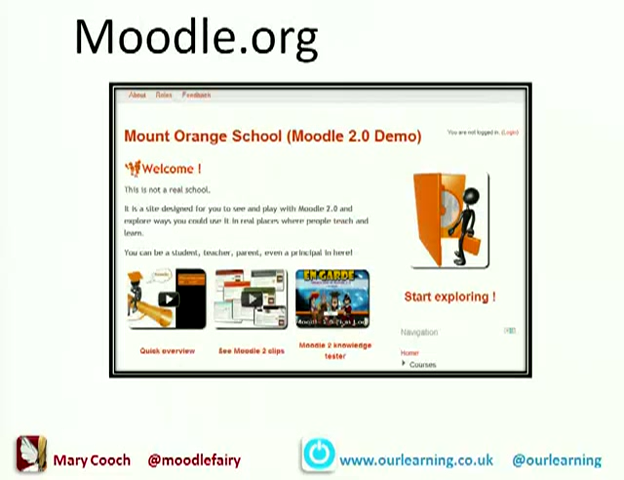 Moodle.org
About Roles Feedback
Mount Orange School (Moodle 2.0 Demo)
You are not logged in. (Login)
Welcome !
This is not a real school.
It is a site designed for you to see and play with Moodle 2.0 and
explore ways you could use it in real places where people teach and
learn.
You can be a student, teacher, parent, even a principal in here!
EN GARDE
Quick overview
See Moodle 2 clips
Moodle 2 knowledge
tester
Start exploring !
Navigation
Home
Courses
Mary Cooch @moodlefairy
www.ourlearning.co.uk @ourlearning